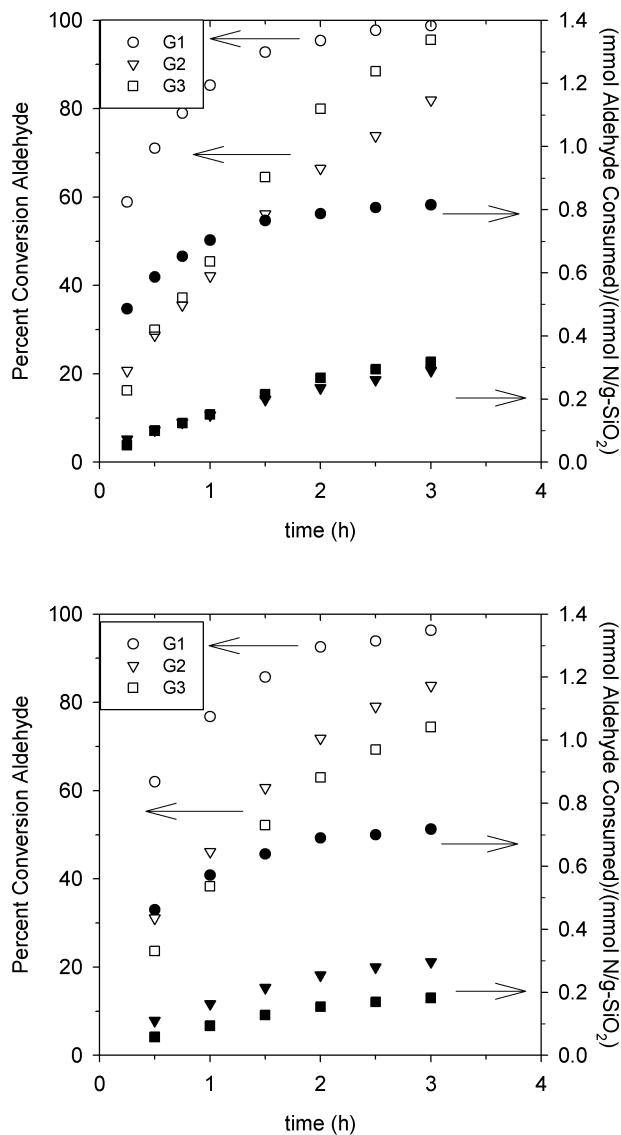 G1
G2
G3
Percent Conversion Aldehyde
100
80
60
40
20
0
1.4
1.2
1.0
0.8
0.6
0.4
0.2
0.0
(mmol Aldehyde Consumed)/(mmol N/g-SiO₂)
0 1 2 3 4
time (h)
G1
G2
G3
Percent Conversion Aldehyde
100
80
60
40
20
0
1.4
1.2
1.0
0.8
0.6
0.4
0.2
0.0
(mmol Aldehyde Consumed)/(mmol N/g-SiO₂)
0 1 2 3 4
time (h)